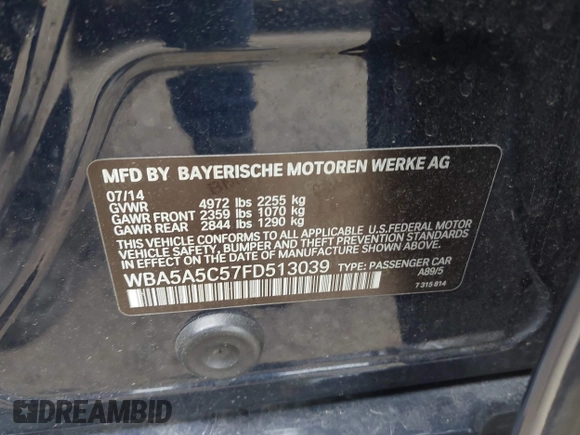 MFD BY BAYERISCHE MOTOREN WERKE AG
07/14
GVWR 4972 lbs 2255 kg
GAWR FRONT 2359 lbs 1070 kg
GAWR REAR 2844 lbs 1290 kg
THIS VEHICLE CONFORMS TO ALL APPLICABLE U.S.FEDERAL MOTOR
VEHICLE SAFETY, BUMPER, AND THEFT PREVENTION STANDARDS
IN EFFECT ON THE DATE OF MANUFACTURE SHOWN ABOVE.
WBA5A5C57FD513039 TYPE: PASSENGER CAR
A89/5
7 315 814
DREAMBID